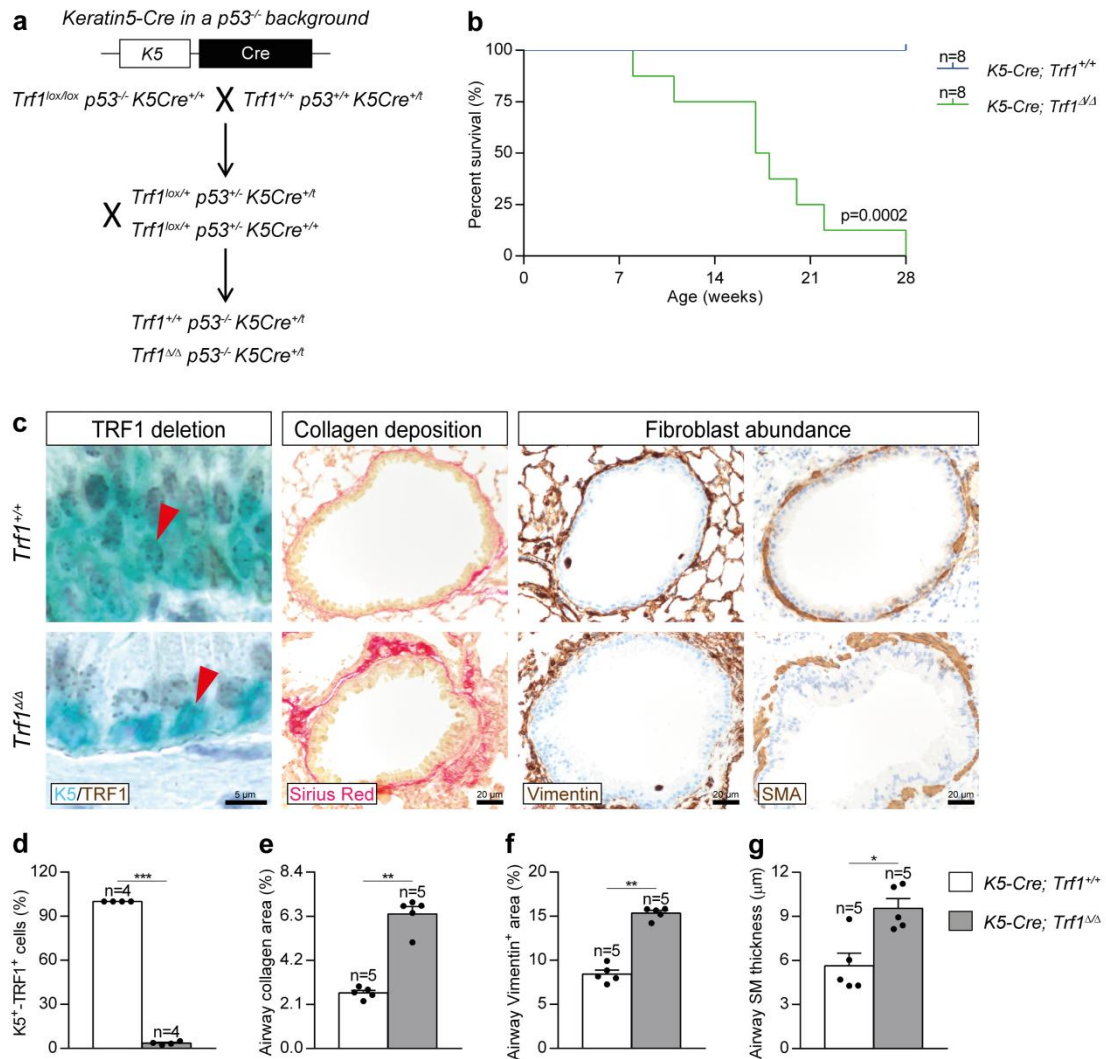 a
Keratin5-Cre in a p53-/- background
K5 Cre
Trf1lox/lox p53-/- K5Cre+/+ X Trf1+/+ p53+/+ K5Cre+/t
X Trf1lox/+ p53+/- K5Cre+/t
Trf1lox/+ p53+/- K5Cre+/+
Trf1+/+ p53-/- K5Cre+/t
Trf1Δ/Δ p53-/- K5Cre+/t
b
Percent survival (%)
100
75
50
25
0
0 7 14 21 28
Age (weeks)
p=0.0002
n=8 K5-Cre; Trf1+/+
n=8 K5-Cre; Trf1Δ/Δ
c
TRF1 deletion Collagen deposition Fibroblast abundance
Trf1+/+
Trf1Δ/Δ
K5/TRF1 5 μm
Sirius Red 20 μm
Vimentin 20 μm
SMA 20 μm
d
K5+-TRF1+ cells (%)
120
90
60
30
0
***
n=4
n=4
e
Airway collagen area (%)
8.4
6.3
4.2
2.1
0.0
**
n=5
n=5
f
Airway Vimentin+ area (%)
20
15
10
5
0
**
n=5
n=5
g
Airway SM thickness (μm)
12
9
6
3
0
*
n=5
n=5
K5-Cre; Trf1+/+
K5-Cre; Trf1Δ/Δ